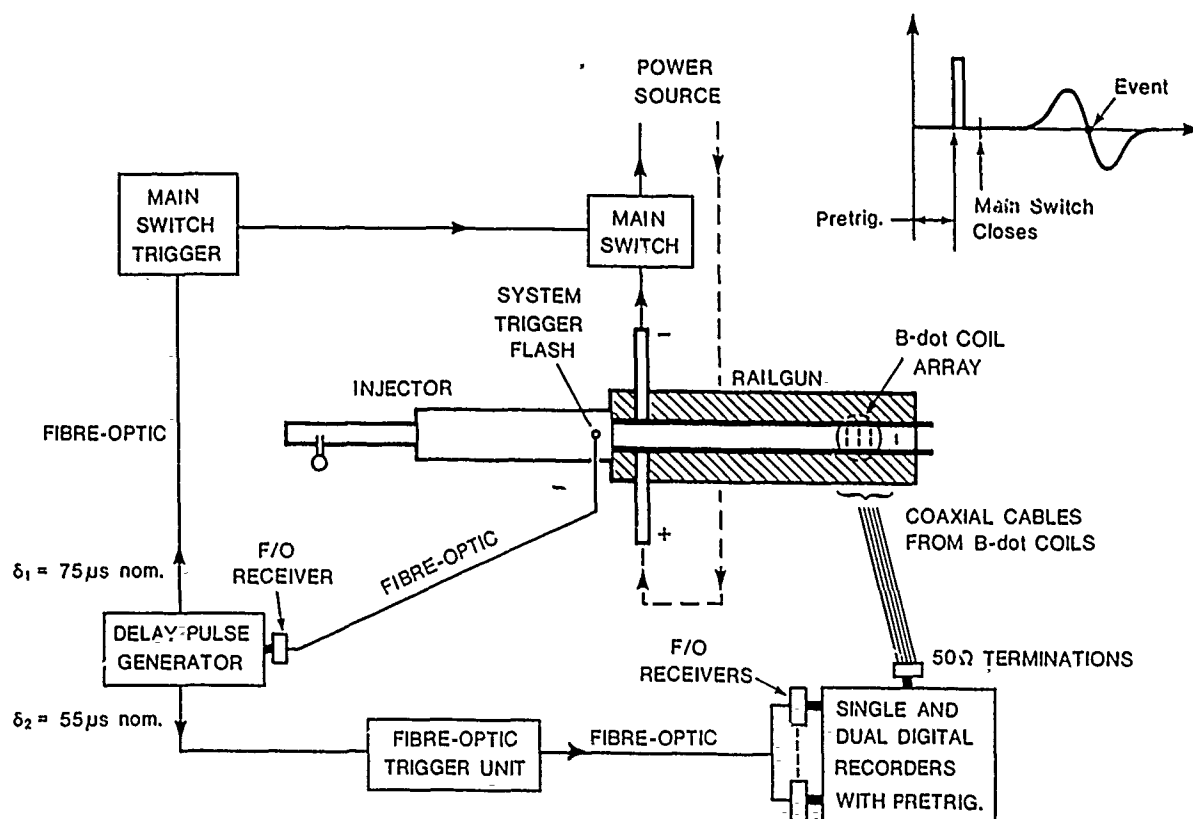 POWER
SOURCE
Event
MAIN
SWITCH
TRIGGER
MAIN
SWITCH
Pretrig.
Main Switch
Closes
SYSTEM
TRIGGER
FLASH
−
B-dot COIL
ARRAY
INJECTOR
RAILGUN
FIBRE-OPTIC
+
COAXIAL CABLES
FROM B-dot COILS
F/O
RECEIVER
FIBRE-OPTIC
δ₁ = 75µs nom.
DELAY-PULSE
GENERATOR
50Ω TERMINATIONS
F/O
RECEIVERS
δ₂ = 55µs nom.
FIBRE-OPTIC
TRIGGER UNIT
FIBRE-OPTIC
SINGLE AND
DUAL DIGITAL
RECORDERS
WITH PRETRIG.